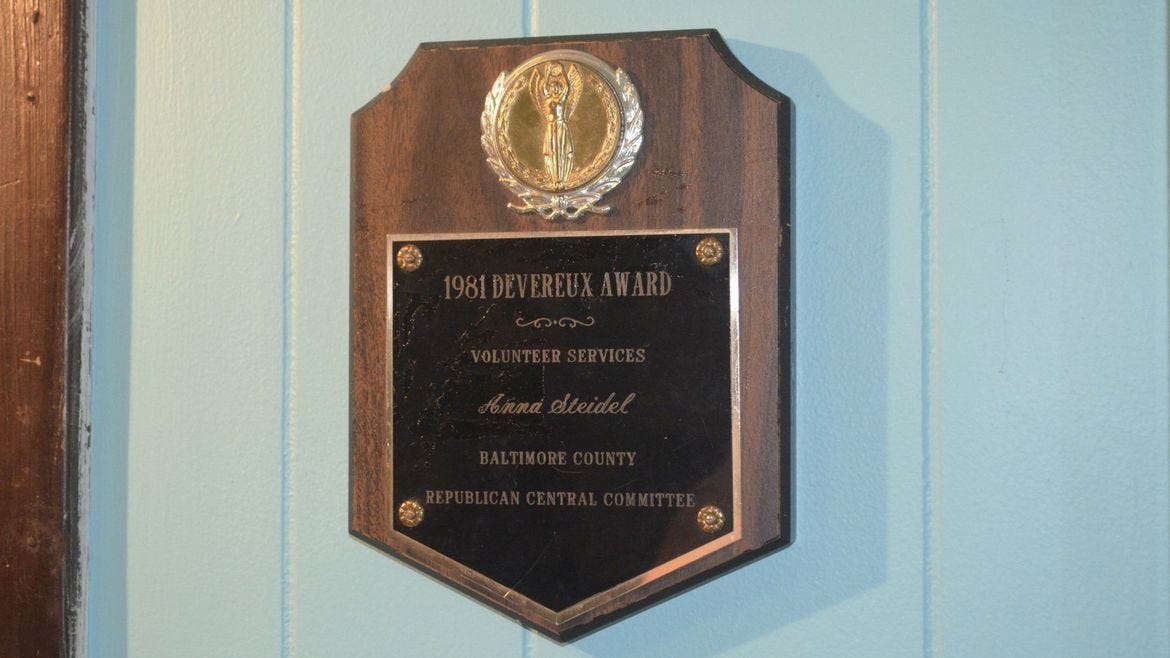 1981 DEVEREUX AWARD
VOLUNTEER SERVICES
Anna Steidel
BALTIMORE COUNTY
REPUBLICAN CENTRAL COMMITTEE